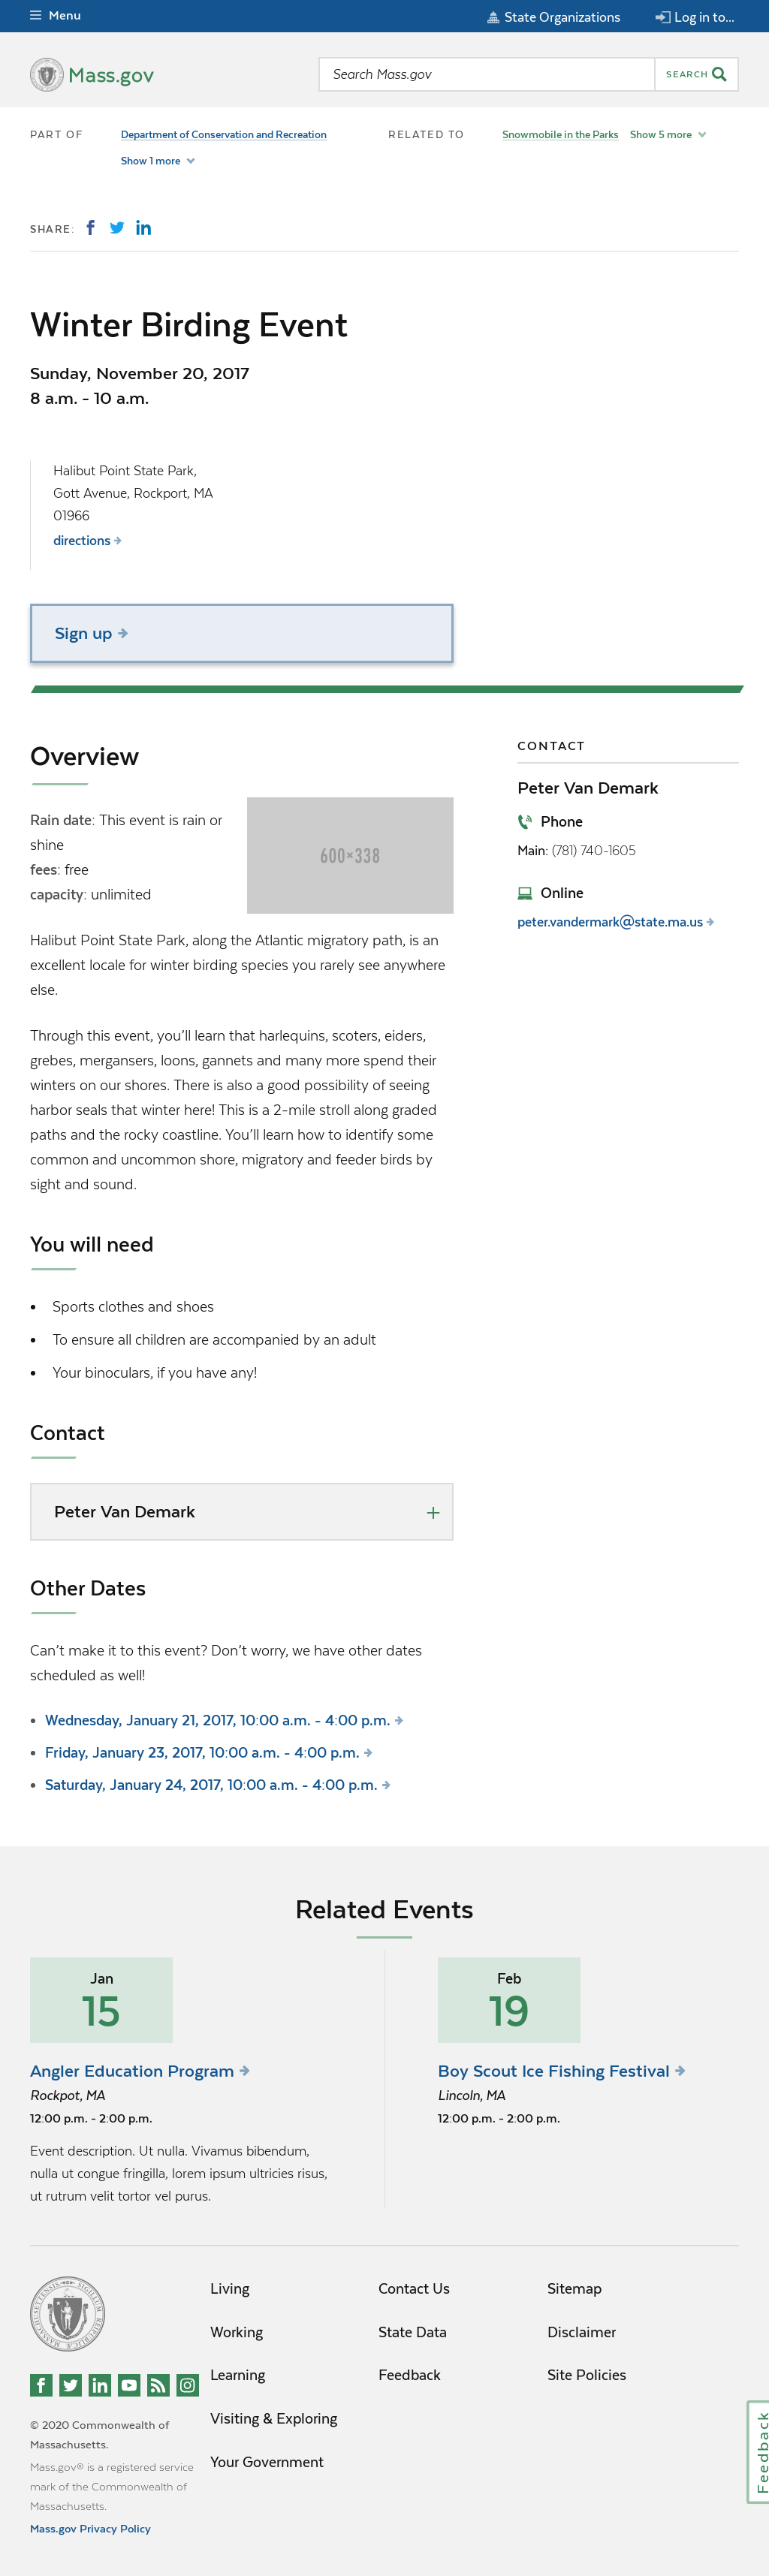 Menu
State Organizations
Log in to...
Mass.gov
Search Mass.gov
SEARCH
PART OF
Department of Conservation and Recreation
Show 1 more
RELATED TO
Snowmobile in the Parks
Show 5 more
SHARE:
Winter Birding Event
Sunday, November 20, 2017
8 a.m. - 10 a.m.
Halibut Point State Park,
Gott Avenue, Rockport, MA
01966
directions
Sign up
Overview
Rain date: This event is rain or
shine
fees: free
capacity: unlimited
600×338
Halibut Point State Park, along the Atlantic migratory path, is an
excellent locale for winter birding species you rarely see anywhere
else.
Through this event, you'll learn that harlequins, scoters, eiders,
grebes, mergansers, loons, gannets and many more spend their
winters on our shores. There is also a good possibility of seeing
harbor seals that winter here! This is a 2-mile stroll along graded
paths and the rocky coastline. You'll learn how to identify some
common and uncommon shore, migratory and feeder birds by
sight and sound.
You will need
• Sports clothes and shoes
• To ensure all children are accompanied by an adult
• Your binoculars, if you have any!
Contact
Peter Van Demark
Other Dates
Can't make it to this event? Don't worry, we have other dates
scheduled as well!
• Wednesday, January 21, 2017, 10:00 a.m. - 4:00 p.m.
• Friday, January 23, 2017, 10:00 a.m. - 4:00 p.m.
• Saturday, January 24, 2017, 10:00 a.m. - 4:00 p.m.
CONTACT
Peter Van Demark
Phone
Main: (781) 740-1605
Online
peter.vandermark@state.ma.us
Related Events
Jan
15
Angler Education Program
Rockpot, MA
12:00 p.m. - 2:00 p.m.
Event description. Ut nulla. Vivamus bibendum,
nulla ut congue fringilla, lorem ipsum ultricies risus,
ut rutrum velit tortor vel purus.
Feb
19
Boy Scout Ice Fishing Festival
Lincoln, MA
12:00 p.m. - 2:00 p.m.
© 2020 Commonwealth of
Massachusetts.
Mass.gov® is a registered service
mark of the Commonwealth of
Massachusetts.
Mass.gov Privacy Policy
Living
Working
Learning
Visiting & Exploring
Your Government
Contact Us
State Data
Feedback
Sitemap
Disclaimer
Site Policies
Feedback